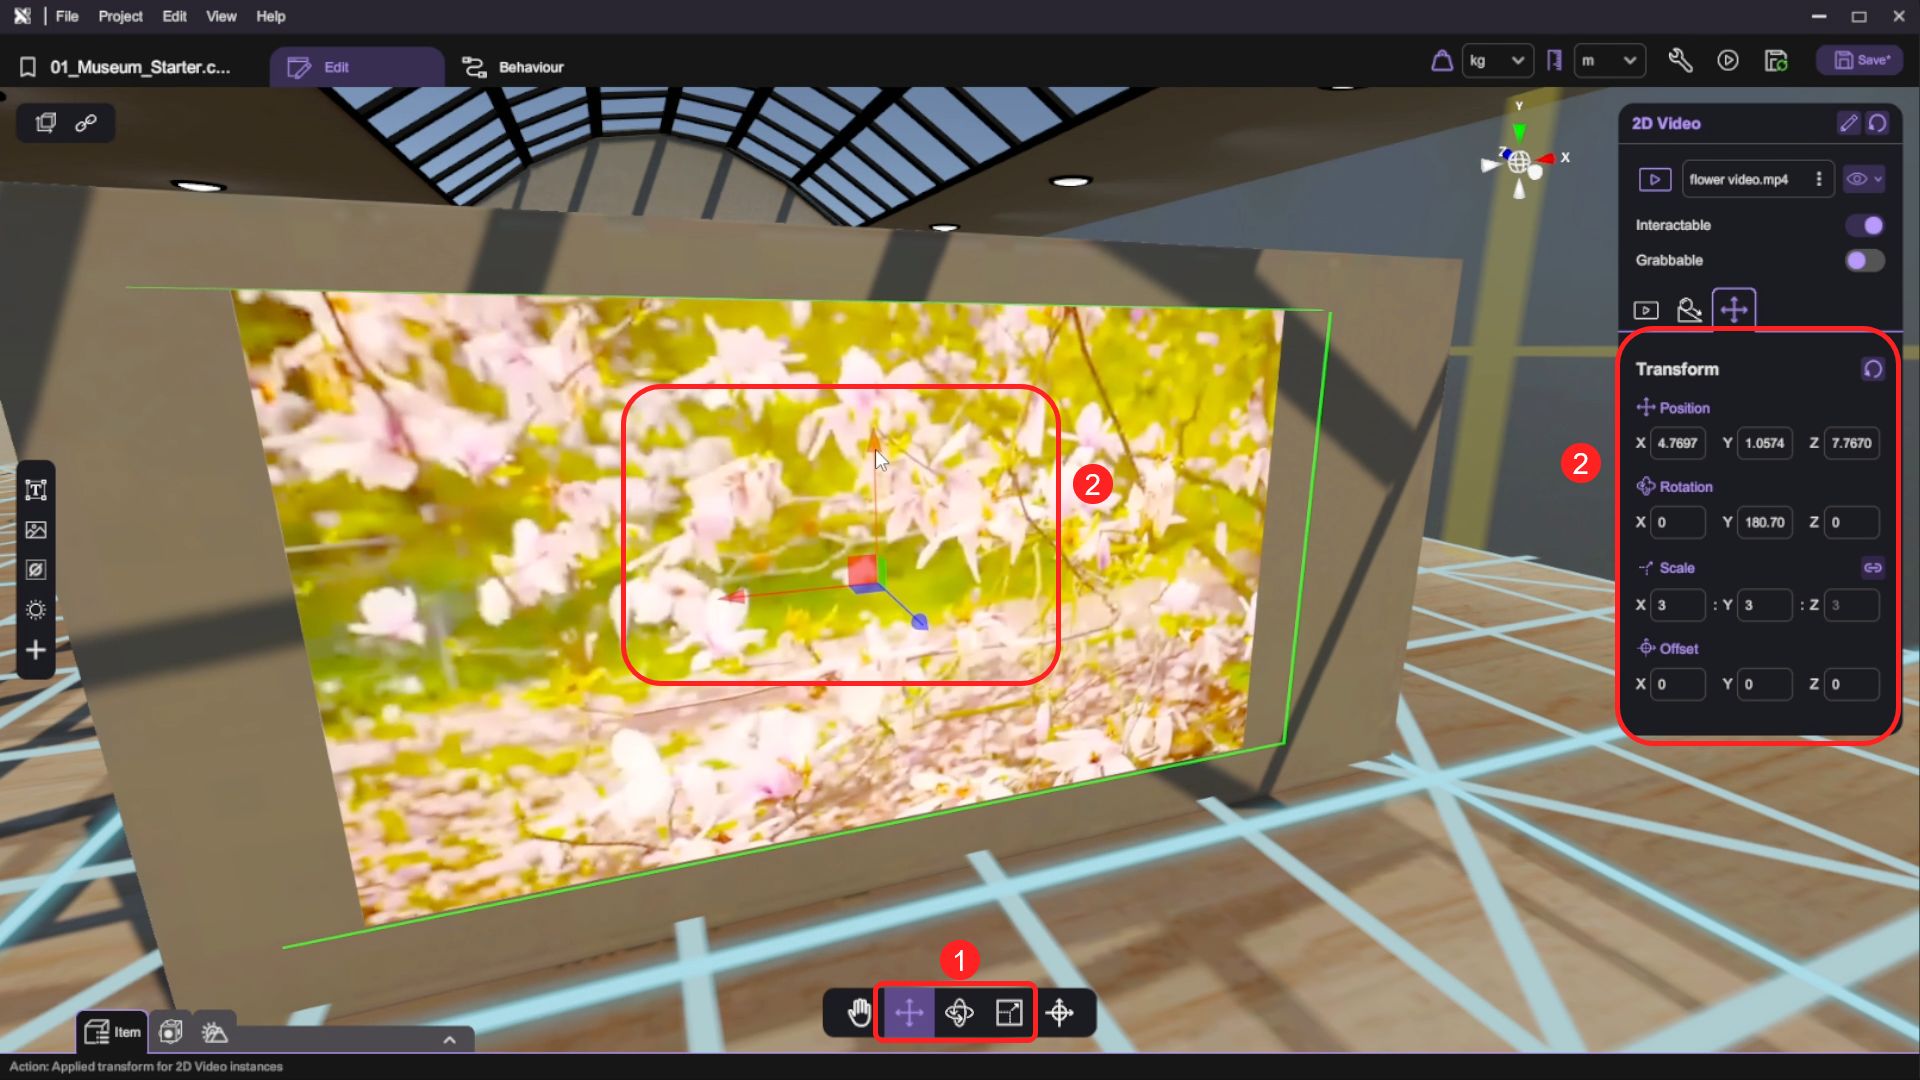 File Project Edit View Help
01_Museum_Starter.c... Edit Behaviour kg m Save*
Y
X
Z
2D Video
flower video.mp4
Interactable
Grabbable
Transform
Position
X 4.7697 Y 1.0574 Z 7.7670
Rotation
X 0 Y 180.70 Z 0
Scale
X 3 : Y 3 : Z 3
Offset
X 0 Y 0 Z 0
2
2
T
1
Item
Action: Applied transform for 2D Video instances